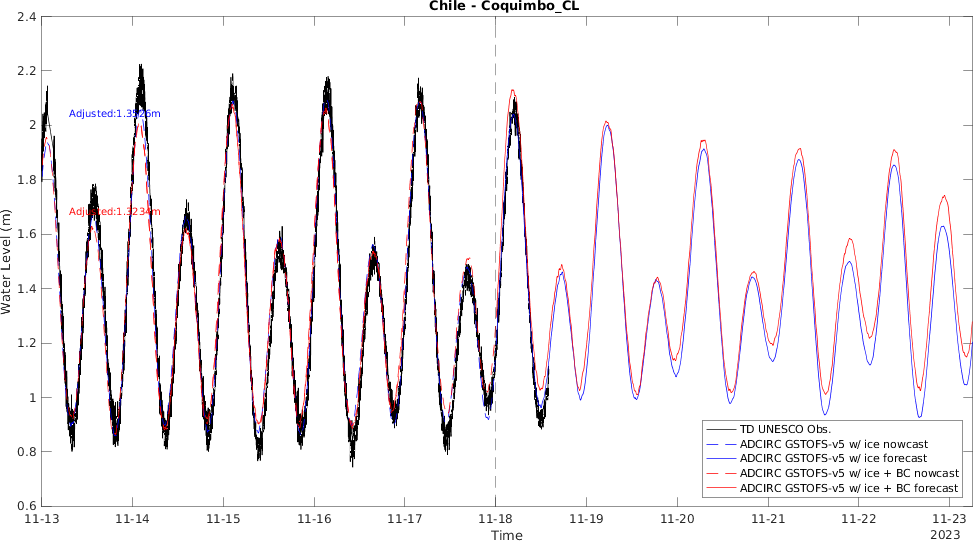 Chile - Coquimbo_CL
2.4
2.2
2
1.8
1.6
1.4
1.2
1
0.8
0.6
Water Level (m)
Adjusted:1.3526m
Adjusted:1.3234m
11-13
11-14
11-15
11-16
11-17
11-18
11-19
11-20
11-21
11-22
11-23
2023
Time
TD UNESCO Obs.
ADCIRC GSTOFS-v5 w/ ice nowcast
ADCIRC GSTOFS-v5 w/ ice forecast
ADCIRC GSTOFS-v5 w/ ice + BC nowcast
ADCIRC GSTOFS-v5 w/ ice + BC forecast